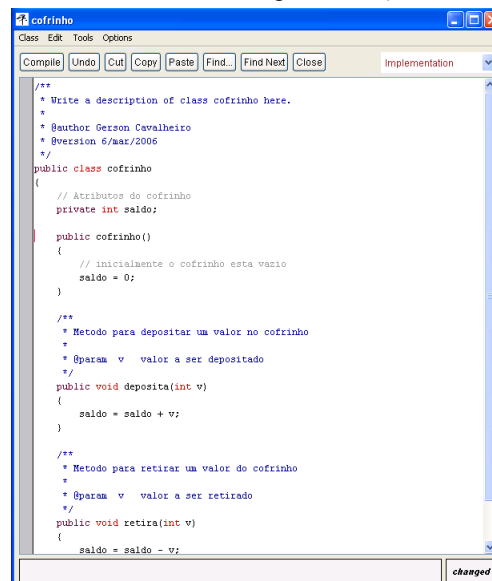 cofrinho
Class Edit Tools Options
Compile Undo Cut Copy Paste Find... Find Next Close Implementation
/**
 * Write a description of class cofrinho here.
 *
 * @author Gerson Cavalheiro
 * @version 6/mar/2006
 */
public class cofrinho
{
    // Atributos do cofrinho
    private int saldo;
    public cofrinho()
    {
        // inicialmente o cofrinho esta vazio
        saldo = 0;
    }
    /**
     * Metodo para depositar um valor no cofrinho
     *
     * @param v valor a ser depositado
     */
    public void deposita(int v)
    {
        saldo = saldo + v;
    }
    /**
     * Metodo para retirar um valor do cofrinho
     *
     * @param v valor a ser retirado
     */
    public void retira(int v)
    {
        saldo = saldo - v;
changed